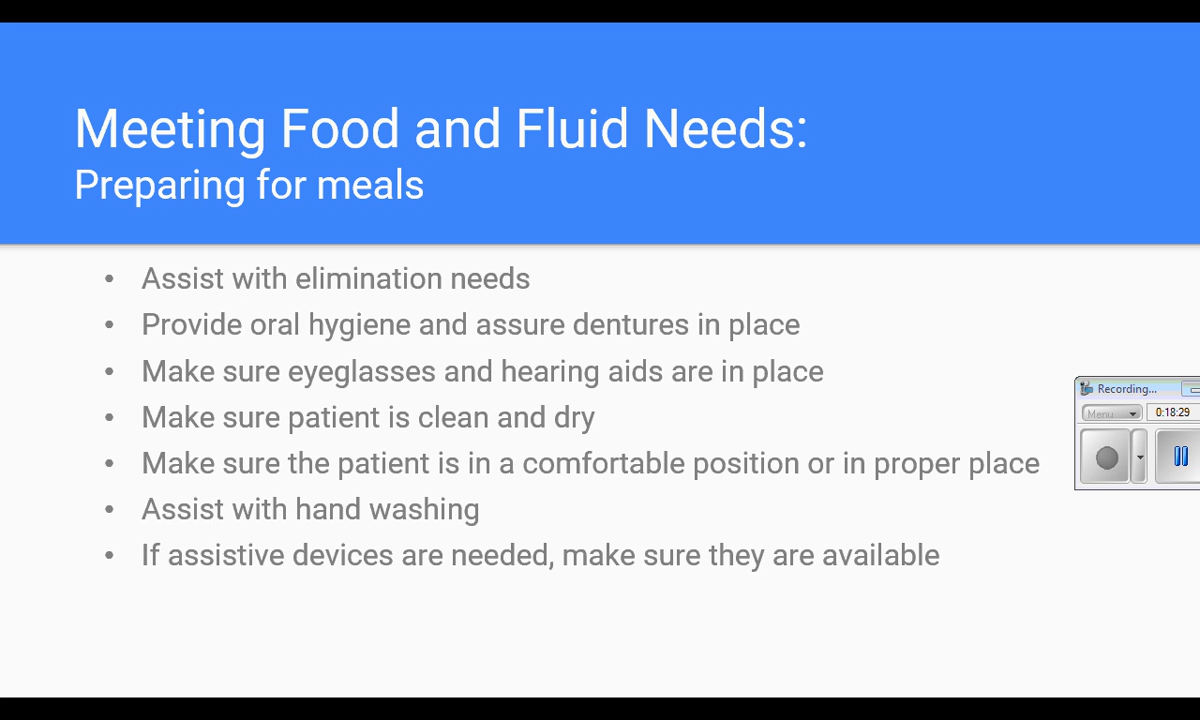 Meeting Food and Fluid Needs:
Preparing for meals
• Assist with elimination needs
• Provide oral hygiene and assure dentures in place
• Make sure eyeglasses and hearing aids are in place
• Make sure patient is clean and dry
• Make sure the patient is in a comfortable position or in proper place
• Assist with hand washing
• If assistive devices are needed, make sure they are available
Recording...
Menu
0:18:29